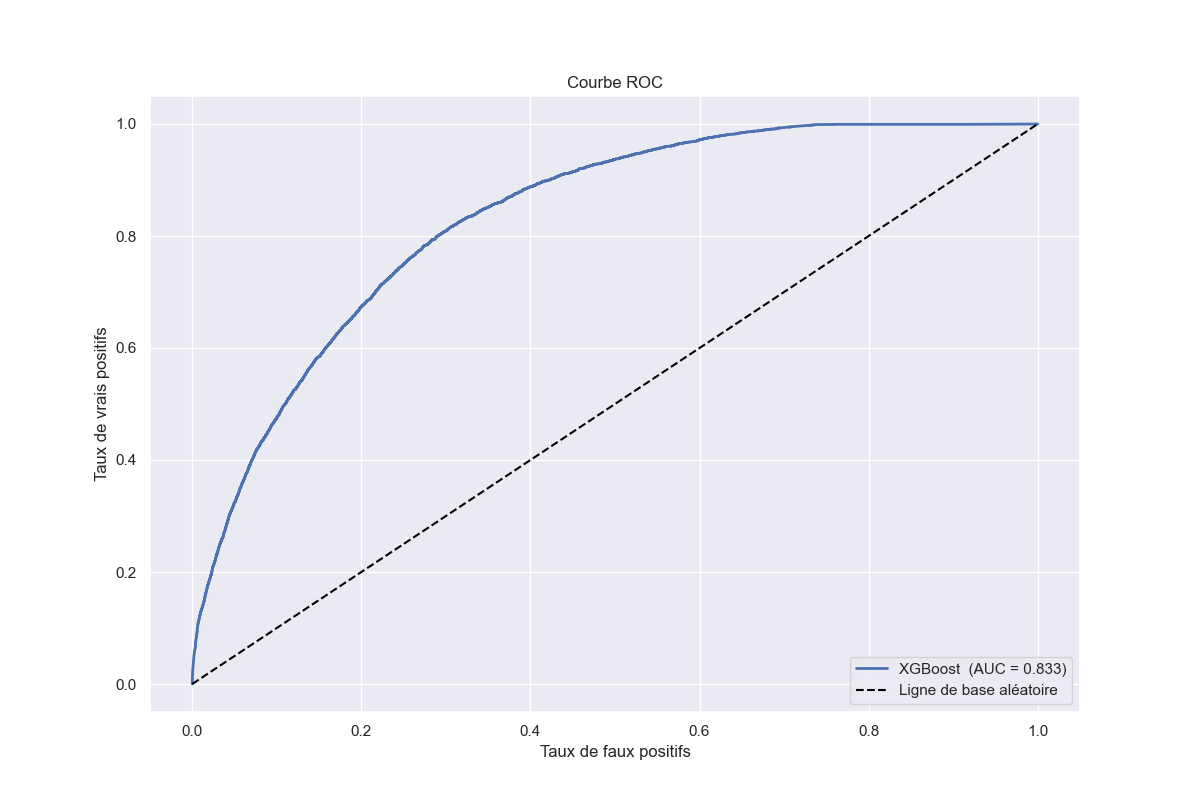 Courbe ROC
1.0
0.8
0.6
0.4
0.2
0.0
Taux de vrais positifs
XGBoost (AUC = 0.833)
Ligne de base aléatoire
0.0 0.2 0.4 0.6 0.8 1.0
Taux de faux positifs